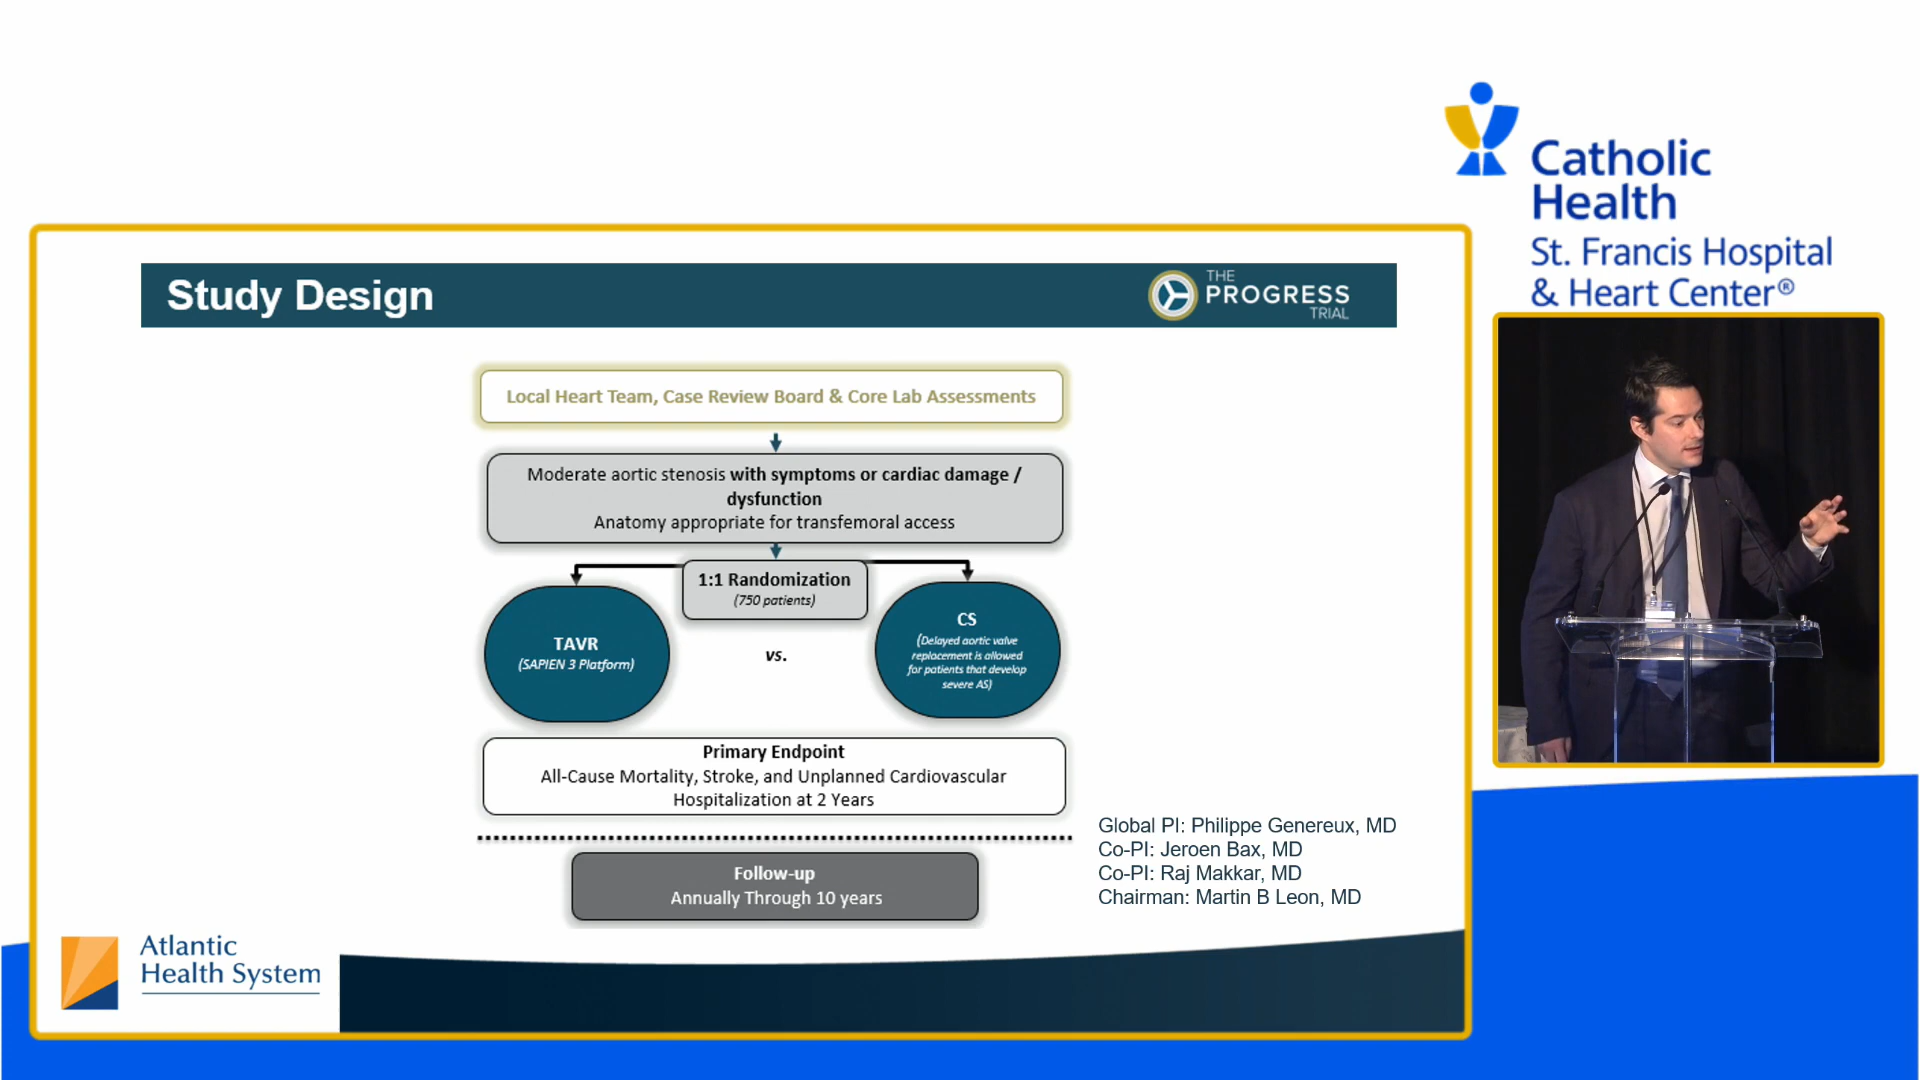 Catholic
Health
St. Francis Hospital
& Heart Center®
Study Design
THE
PROGRESS
TRIAL
Local Heart Team, Case Review Board & Core Lab Assessments
Moderate aortic stenosis with symptoms or cardiac damage /
dysfunction
Anatomy appropriate for transfemoral access
1:1 Randomization
(750 patients)
TAVR
(SAPIEN 3 Platform)
vs.
CS
(Delayed aortic valve
replacement is allowed
for patients that develop
severe AS)
Primary Endpoint
All-Cause Mortality, Stroke, and Unplanned Cardiovascular
Hospitalization at 2 Years
Follow-up
Annually Through 10 years
Global PI: Philippe Genereux, MD
Co-PI: Jeroen Bax, MD
Co-PI: Raj Makkar, MD
Chairman: Martin B Leon, MD
Atlantic
Health System